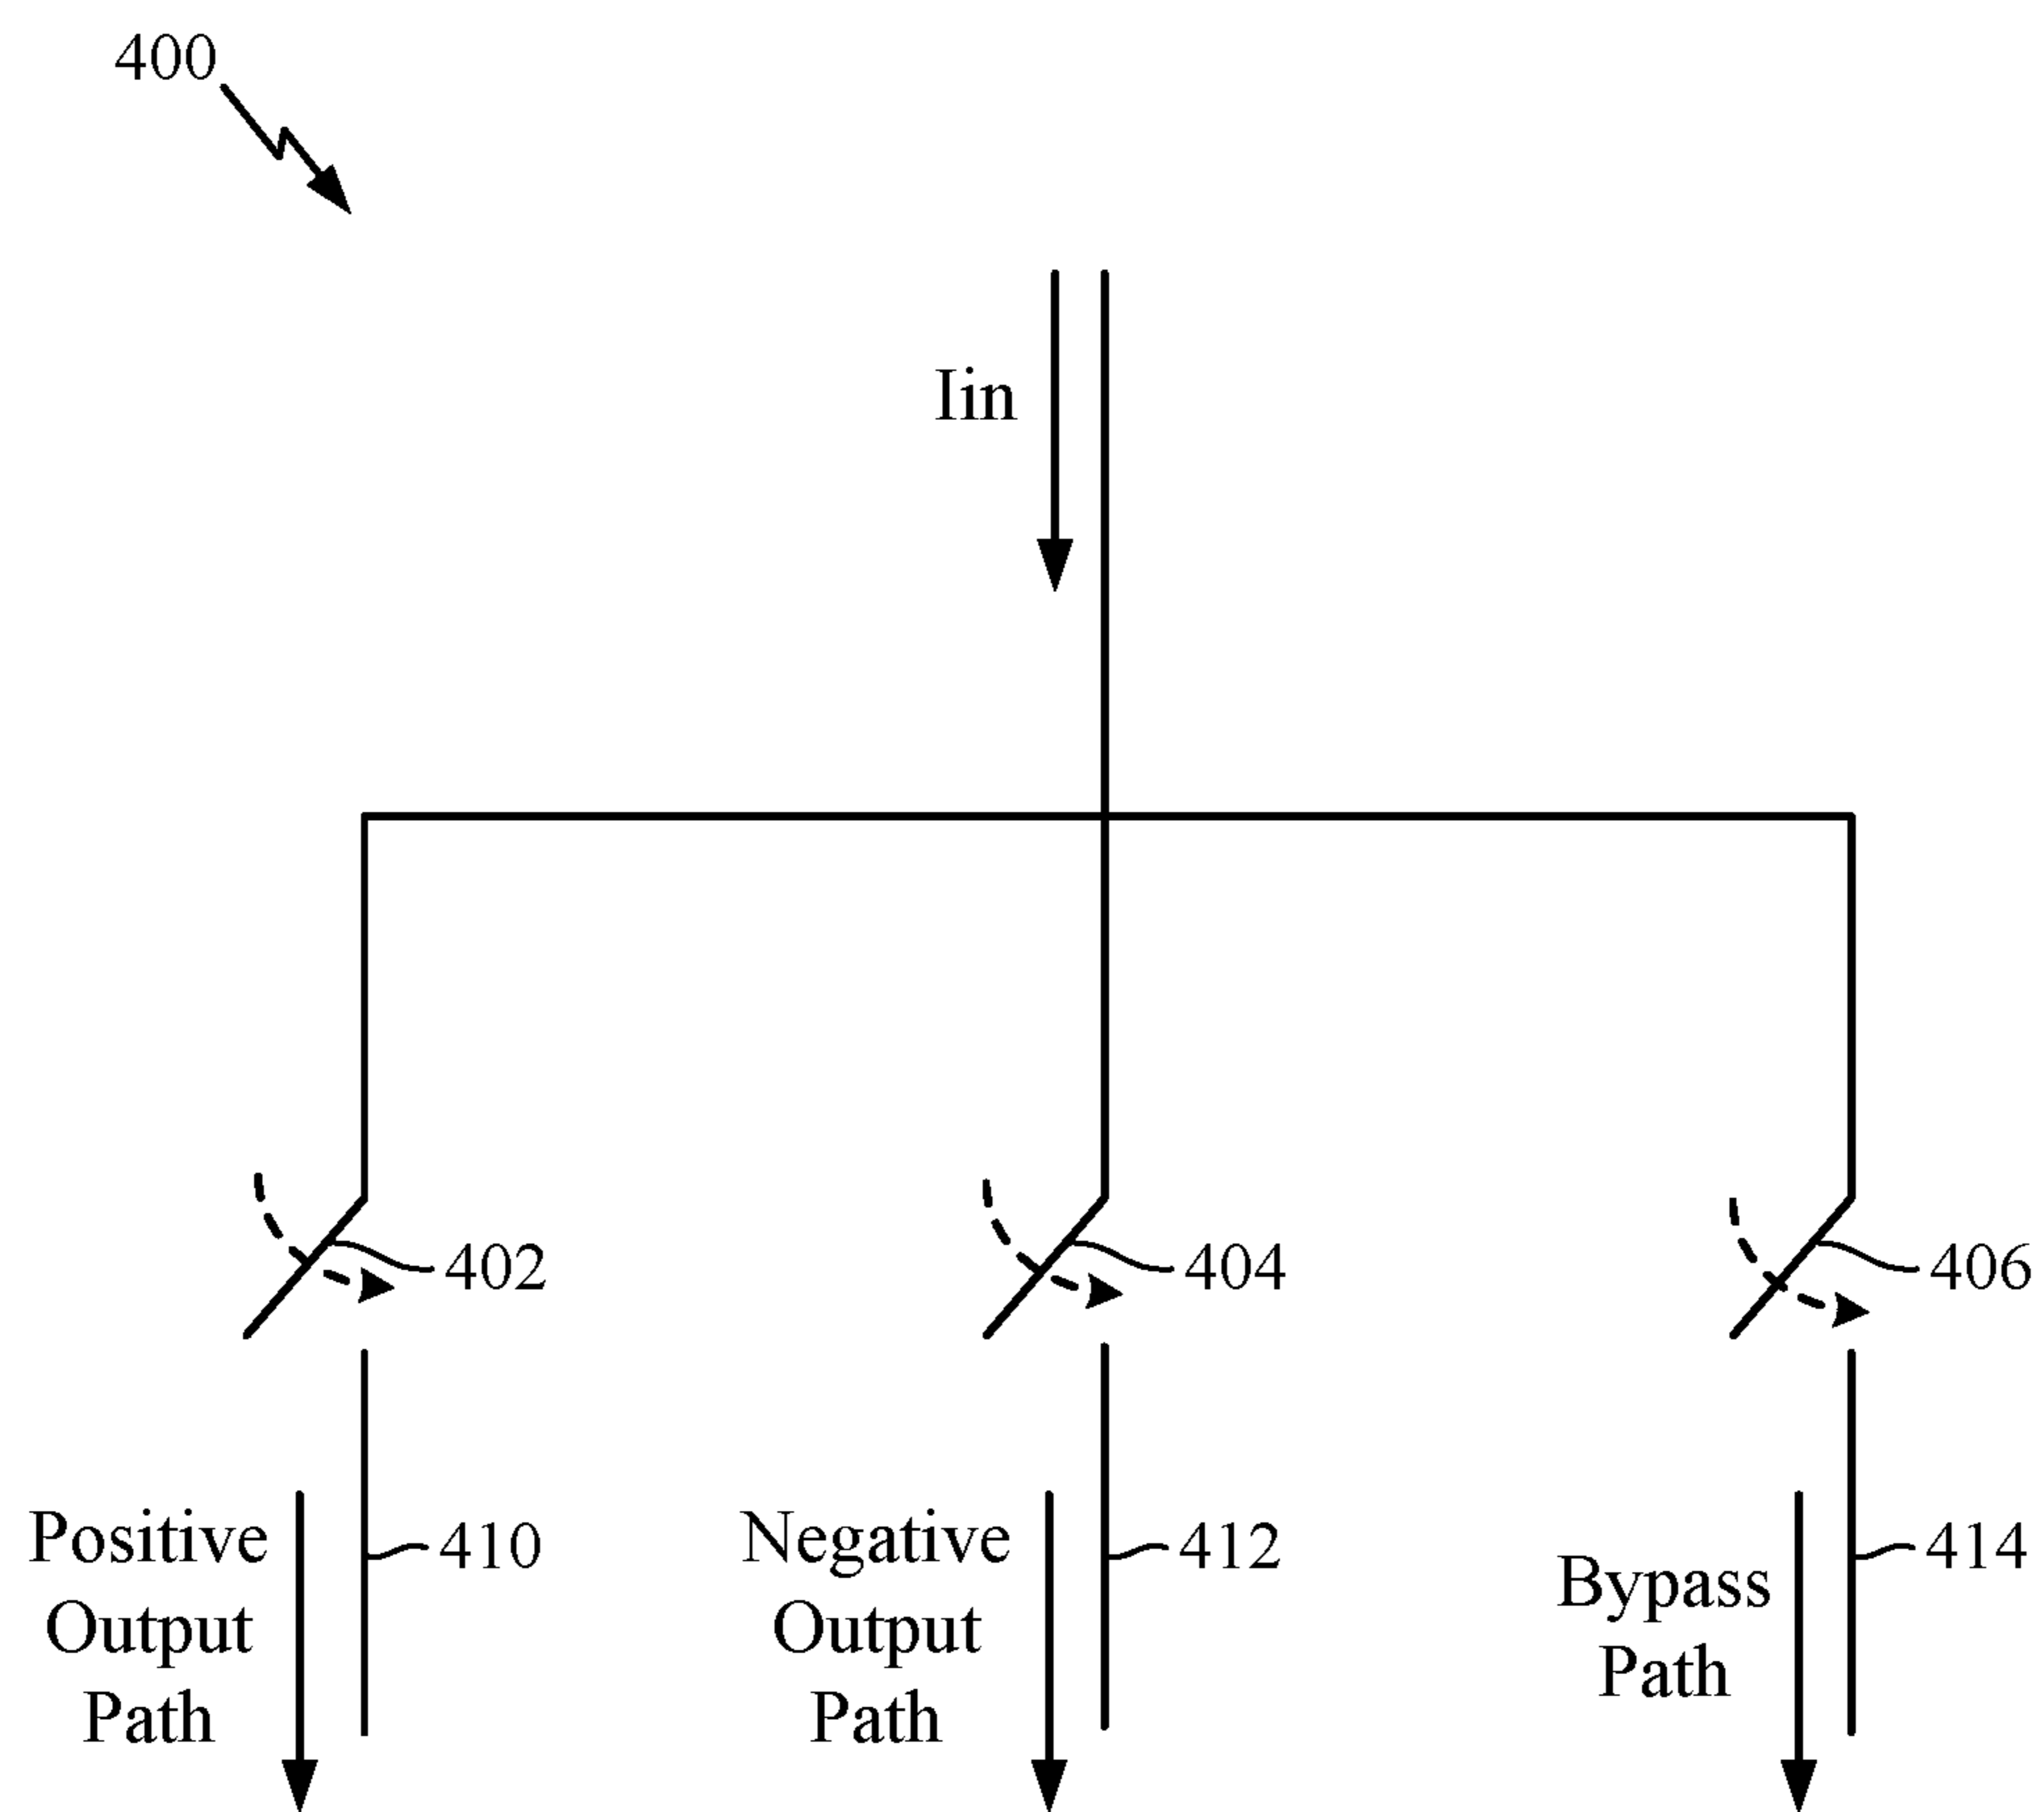 400
Iin
402
404
406
Positive
Output
Path
410
Negative
Output
Path
412
Bypass
Path
414